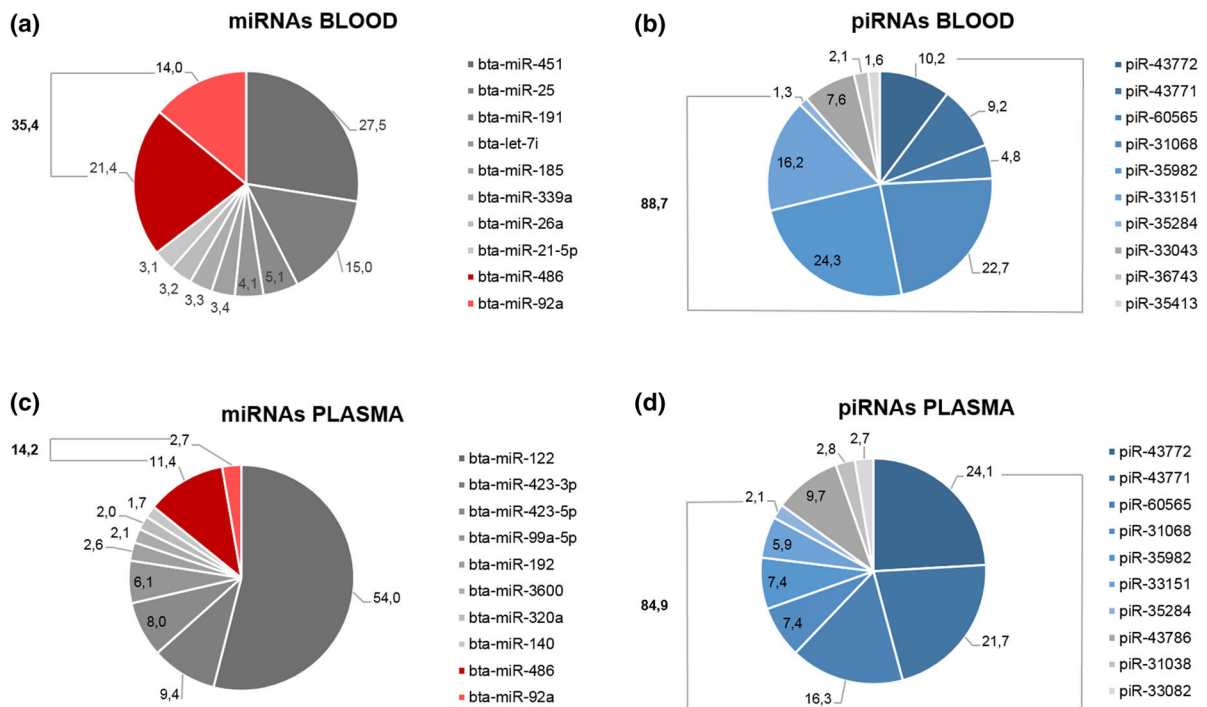 (a)
miRNAs BLOOD
14,0
27,5
35,4
21,4
15,0
3,1
3,2
3,3
3,4
4,1
5,1
bta-miR-451
bta-miR-25
bta-miR-191
bta-let-7i
bta-miR-185
bta-miR-339a
bta-miR-26a
bta-miR-21-5p
bta-miR-486
bta-miR-92a
(b)
piRNAs BLOOD
2,1
1,6
10,2
1,3
7,6
9,2
4,8
16,2
88,7
24,3
22,7
piR-43772
piR-43771
piR-60565
piR-31068
piR-35982
piR-33151
piR-35284
piR-33043
piR-36743
piR-35413
(c)
miRNAs PLASMA
14,2
2,7
11,4
1,7
2,0
2,1
2,6
6,1
8,0
9,4
54,0
bta-miR-122
bta-miR-423-3p
bta-miR-423-5p
bta-miR-99a-5p
bta-miR-192
bta-miR-3600
bta-miR-320a
bta-miR-140
bta-miR-486
bta-miR-92a
(d)
piRNAs PLASMA
2,8
2,7
24,1
2,1
9,7
5,9
7,4
7,4
84,9
16,3
21,7
piR-43772
piR-43771
piR-60565
piR-31068
piR-35982
piR-33151
piR-35284
piR-43786
piR-31038
piR-33082